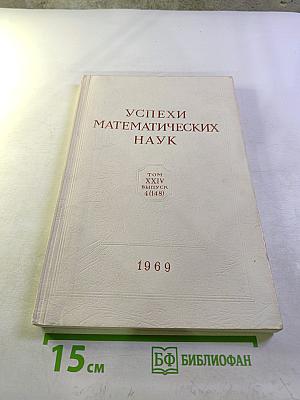 УСПЕХИ
МАТЕМАТИЧЕСКИХ
НАУК
ТОМ
XXIV
ВЫПУСК
4(148)
1969
15 см
БФ БИБЛИОФАН